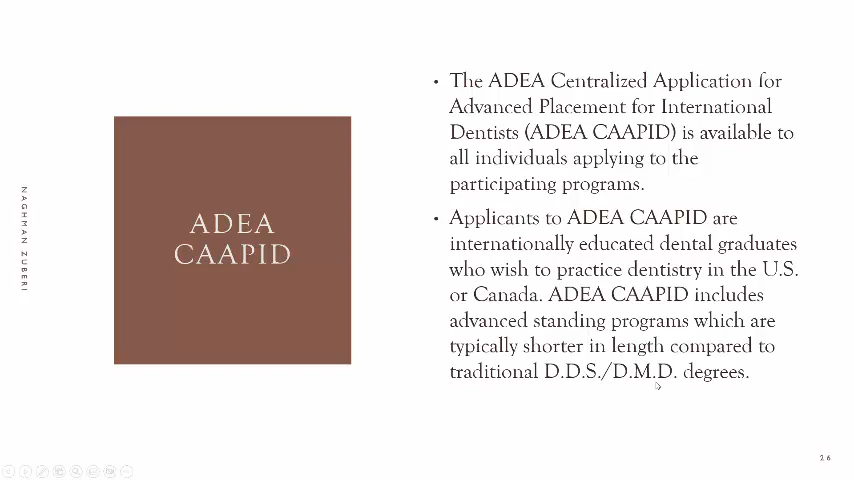 NAGHMAN ZUBERI
ADEA
CAAPID
• The ADEA Centralized Application for
Advanced Placement for International
Dentists (ADEA CAAPID) is available to
all individuals applying to the
participating programs.
• Applicants to ADEA CAAPID are
internationally educated dental graduates
who wish to practice dentistry in the U.S.
or Canada. ADEA CAAPID includes
advanced standing programs which are
typically shorter in length compared to
traditional D.D.S./D.M.D. degrees.
26